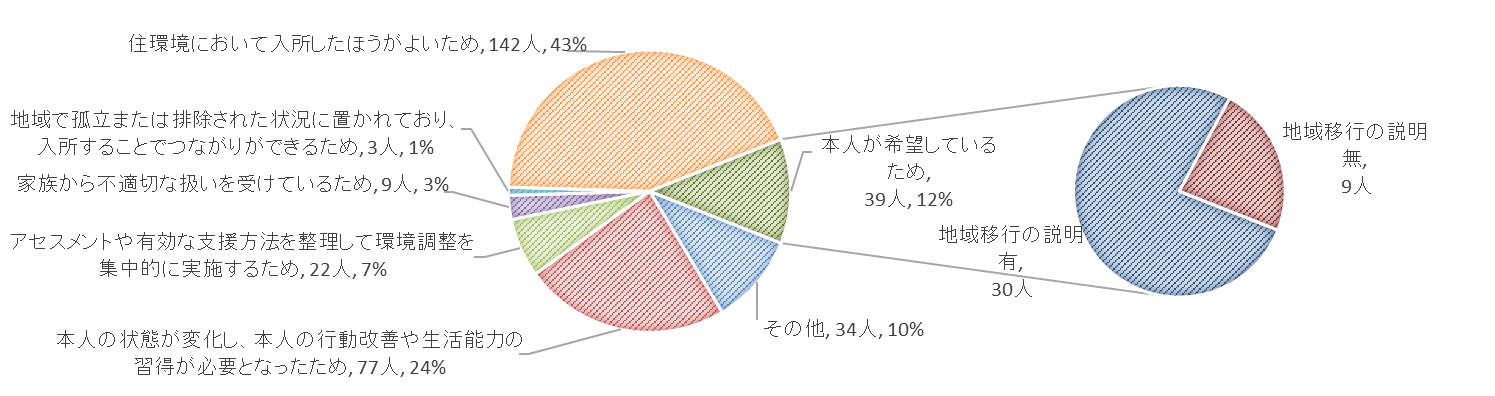 住環境において入所したほうがよいため, 142人, 43%
地域で孤立または排除された状況に置かれており、
入所することでつながりができるため, 3人, 1%
家族から不適切な扱いを受けているため, 9人, 3%
アセスメントや有効な支援方法を整理して環境調整を
集中的に実施するため, 22人, 7%
本人の状態が変化し、本人の行動改善や生活能力の
習得が必要となったため, 77人, 24%
本人が希望している
ため,
39人, 12%
その他, 34人, 10%
地域移行の説明
有,
30人
地域移行の説明
無,
9人